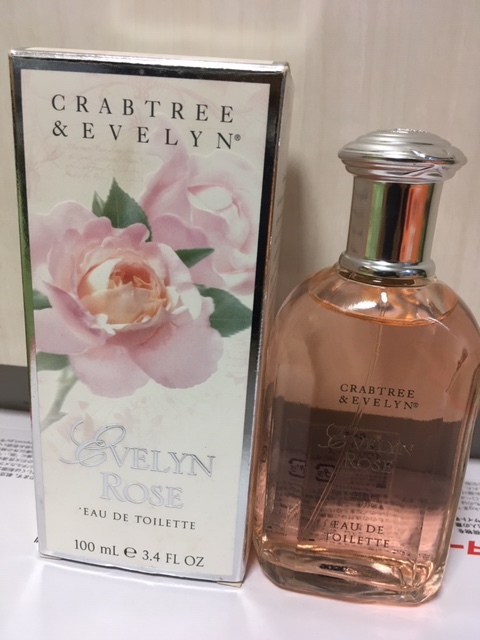 CRABTREE
& EVELYN®
EVELYN
ROSE
EAU DE TOILETTE
100 mL ℮ 3.4 FL OZ
CRABTREE
& EVELYN®
EVELYN
ROSE
EAU DE
TOILETTE